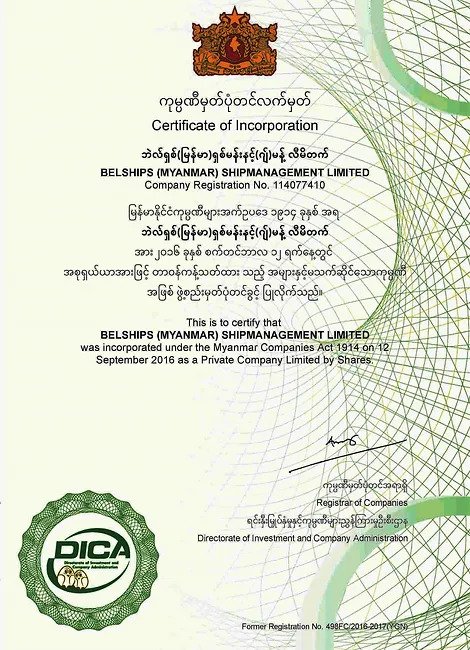 ကုမ္ပဏီမှတ်ပုံတင်လက်မှတ်
Certificate of Incorporation
ဘဲလ်ရှစ်(မြန်မာ)ရှစ်မန်းနင့်(ဂျ်)မန့် လီမိတက်
BELSHIPS (MYANMAR) SHIPMANAGEMENT LIMITED
Company Registration No. 114077410
မြန်မာနိုင်ငံကုမ္ပဏီများအက်ဥပဒေ ၁၉၁၄ ခုနှစ် အရ
ဘဲလ်ရှစ်(မြန်မာ)ရှစ်မန်းနင့်(ဂျ်)မန့် လီမိတက်
အား၂၀၁၆ ခုနှစ် စက်တင်ဘာလ ၁၂ ရက်နေ့တွင်
အစုရှယ်ယာအားဖြင့် တာဝန်ကန့်သတ်ထား သည့် အများနှင့်မသက်ဆိုင်သောကုမ္ပဏီ
အဖြစ် ဖွဲ့စည်းမှတ်ပုံတင်ခွင့် ပြုလိုက်သည်။
This is to certify that
BELSHIPS (MYANMAR) SHIPMANAGEMENT LIMITED
was incorporated under the Myanmar Companies Act 1914 on 12
September 2016 as a Private Company Limited by Shares.
ကုမ္ပဏီမှတ်ပုံတင်အရာရှိ
Registrar of Companies
ရင်းနှီးမြှုပ်နှံမှုနှင့်ကုမ္ပဏီများညွှန်ကြားမှုဦးစီးဌာန
Directorate of Investment and Company Administration
DICA
Directorate of Investment and
Company Administration
Former Registration No. 498FC/2016-2017(YGN)